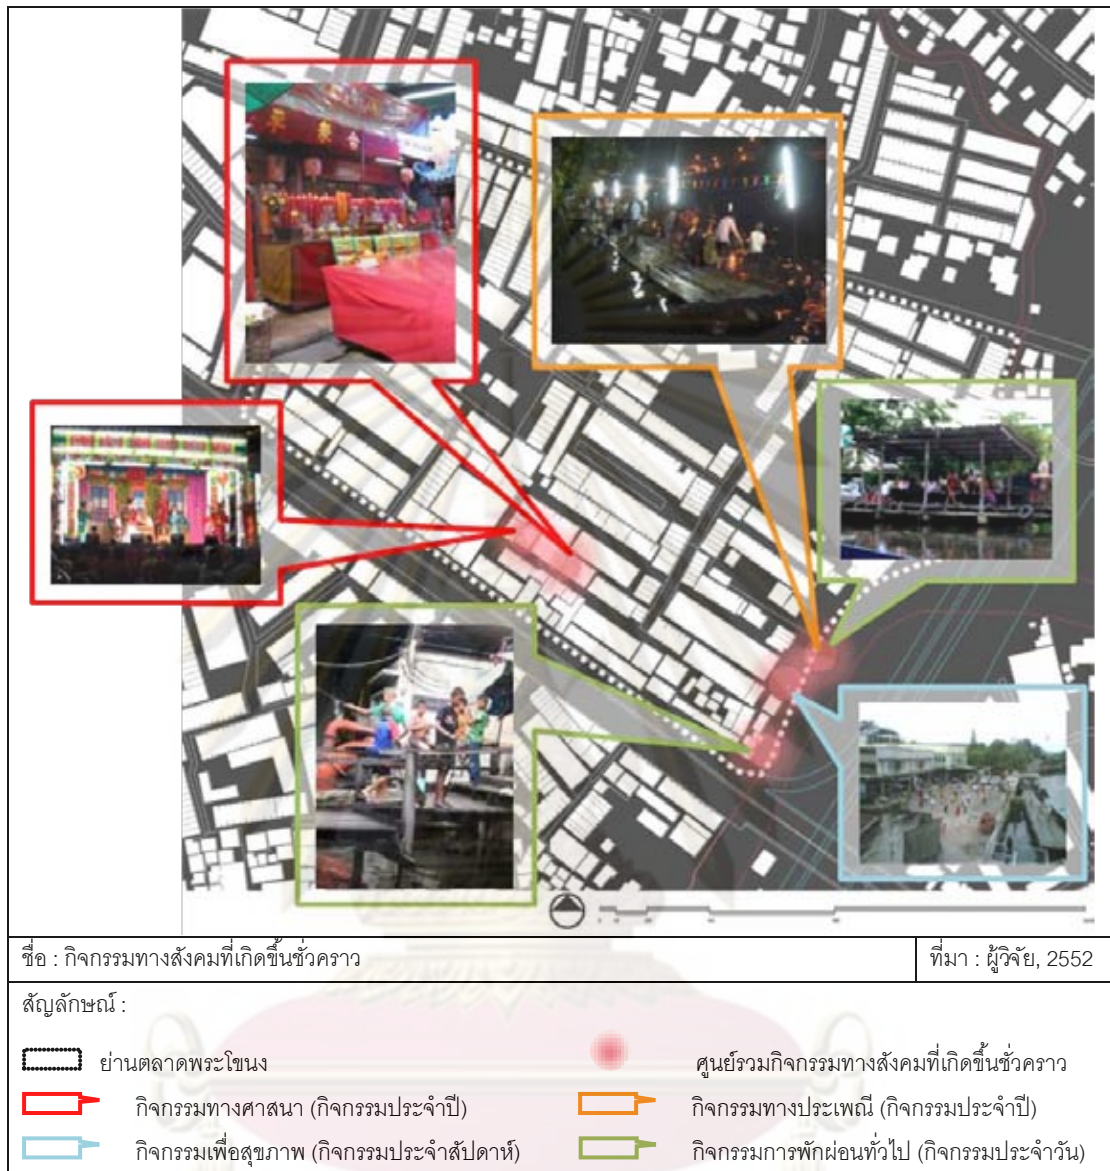 ชื่อ : กิจกรรมทางสังคมที่เกิดขึ้นชั่วคราว
ที่มา : ผู้วิจัย, 2552
สัญลักษณ์ :
ย่านตลาดพระโขนง
ศูนย์รวมกิจกรรมทางสังคมที่เกิดขึ้นชั่วคราว
กิจกรรมทางศาสนา (กิจกรรมประจำปี)
กิจกรรมทางประเพณี (กิจกรรมประจำปี)
กิจกรรมเพื่อสุขภาพ (กิจกรรมประจำสัปดาห์)
กิจกรรมการพักผ่อนทั่วไป (กิจกรรมประจำวัน)